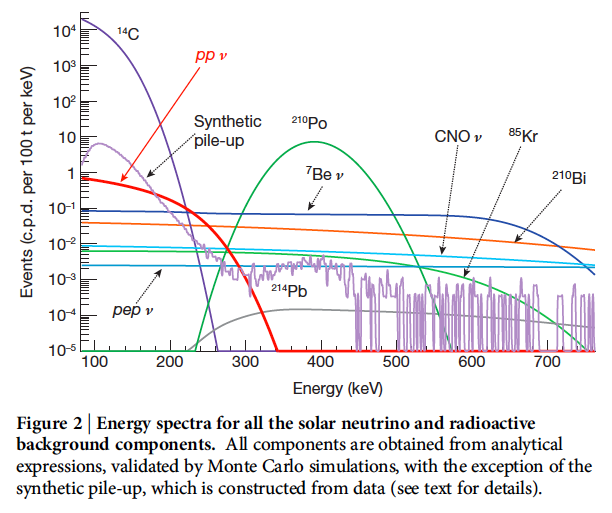 10⁴
10³
10²
10
1
10⁻¹
10⁻²
10⁻³
10⁻⁴
10⁻⁵
Events (c.p.d. per 100 t per keV)
¹⁴C
pp ν
Synthetic
pile-up
²¹⁰Po
⁷Be ν
CNO ν
⁸⁵Kr
²¹⁰Bi
²¹⁴Pb
pep ν
100 200 300 400 500 600 700
Energy (keV)
Figure 2 | Energy spectra for all the solar neutrino and radioactive
background components. All components are obtained from analytical
expressions, validated by Monte Carlo simulations, with the exception of the
synthetic pile-up, which is constructed from data (see text for details).